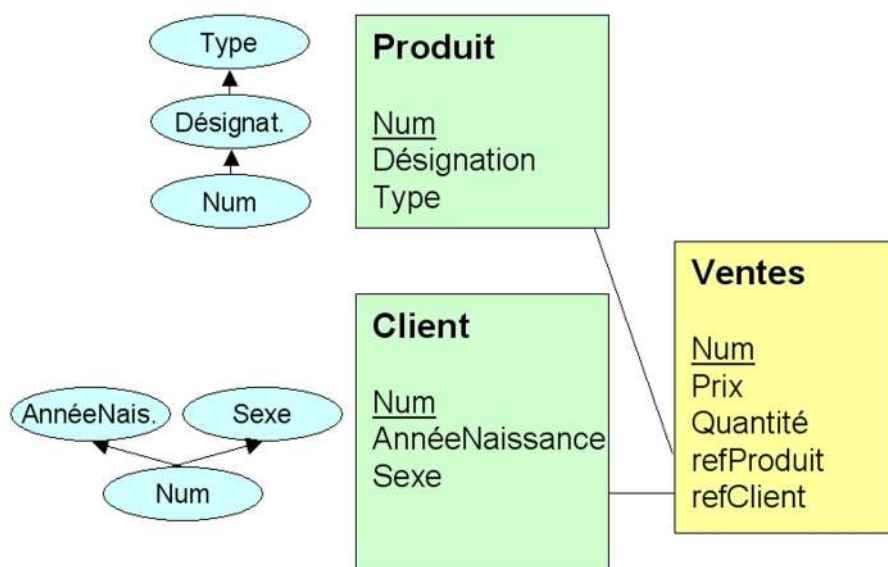 Type
Désignat.
Num
Produit
Num
Désignation
Type
AnnéeNais.
Sexe
Num
Client
Num
AnnéeNaissance
Sexe
Ventes
Num
Prix
Quantité
refProduit
refClient